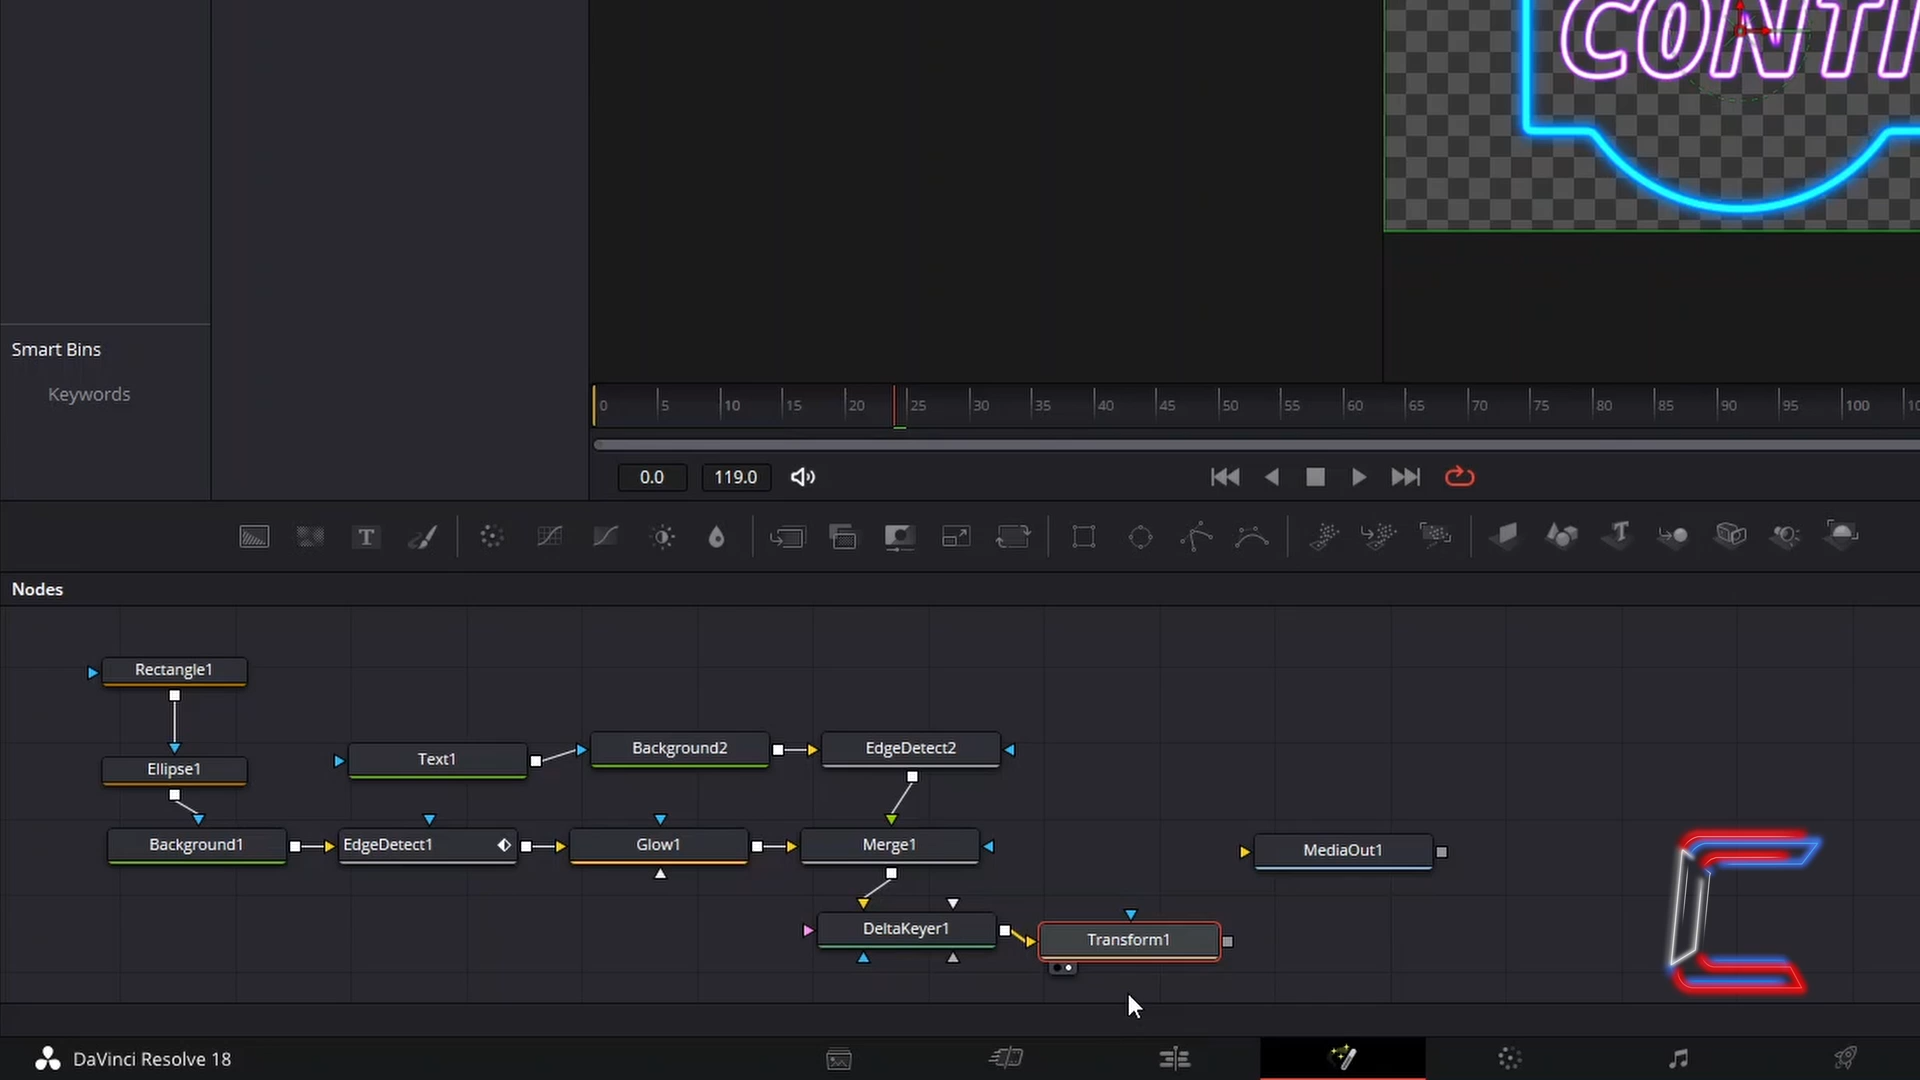 CONTI
Smart Bins
Keywords
0 5 10 15 20 25 30 35 40 45 50 55 60 65 70 75 80 85 90 95 100
0.0 119.0
T
Nodes
Rectangle1
Ellipse1
Text1 Background2 EdgeDetect2
Background1 EdgeDetect1 Glow1 Merge1 MediaOut1
DeltaKeyer1 Transform1
DaVinci Resolve 18